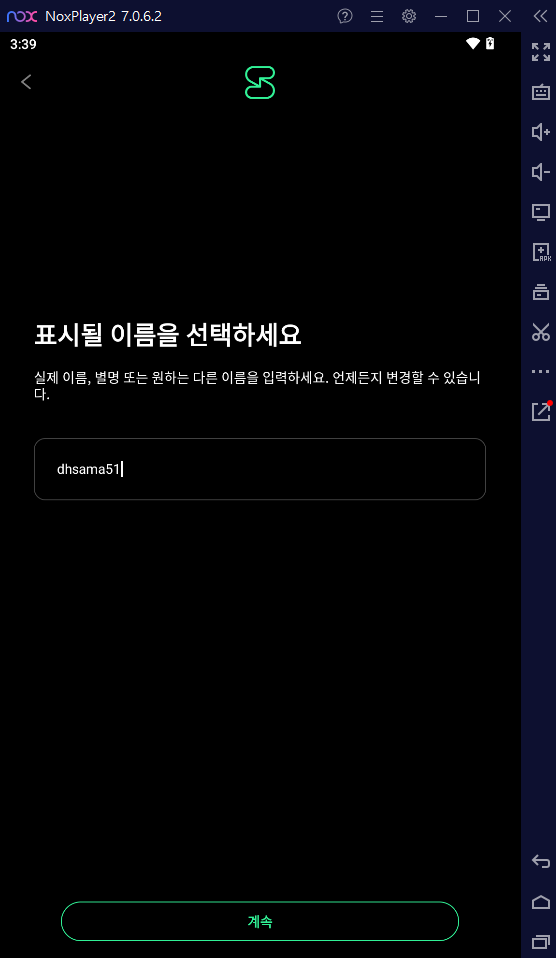 nox NoxPlayer2 7.0.6.2
3:39
표시될 이름을 선택하세요
실제 이름, 별명 또는 원하는 다른 이름을 입력하세요. 언제든지 변경할 수 있습니
다.
dhsama51
계속
APK